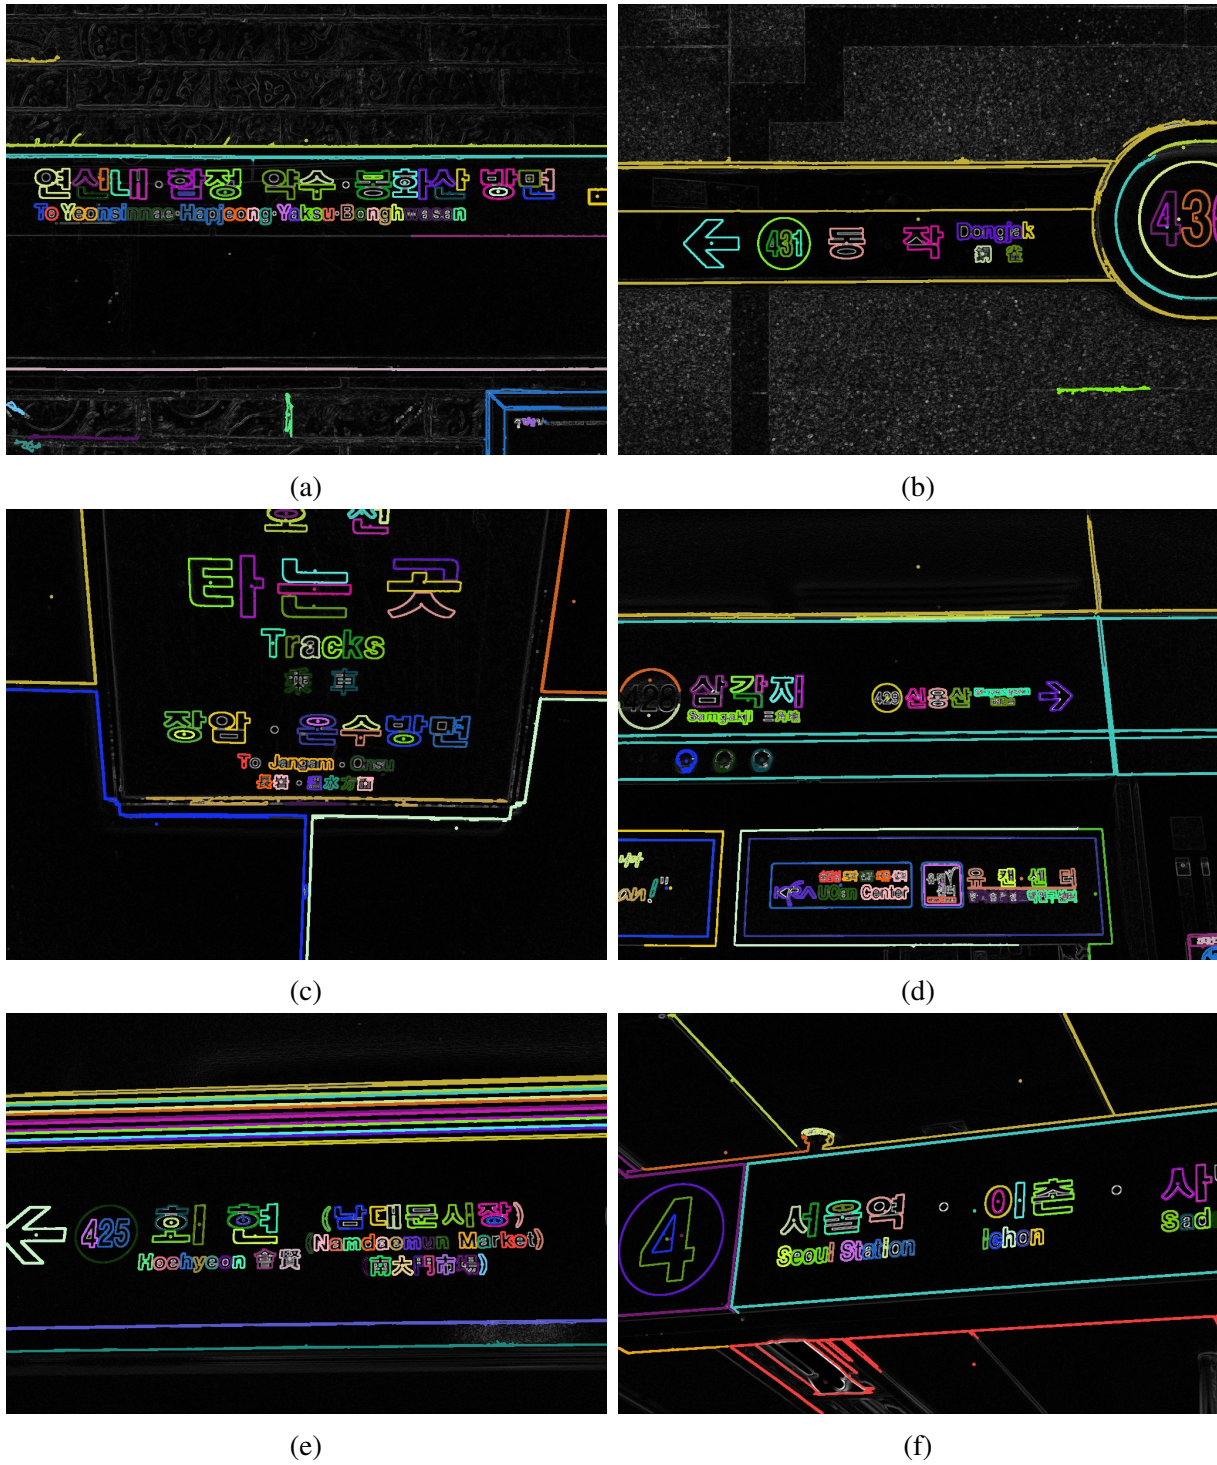 연신내·합정 약수·봉화산 방면
To Yeonsinnae·Hapjeong·Yaksu·Bonghwasan
(a)
431 동 작 Dongjak
銅 雀
43
(b)
타는 곳
Tracks
乘 車
장암 · 온수방면
To Jangam · Onsu
長岩·溫水方面
(c)
428 삼각지 429 신용산
Samgakji 三角地
UCan Center
유 캔 센 터
(d)
425 회 현 (남대문시장)
Hoehyeon 會賢 (Namdaemun Market)
(南大門市場)
(e)
4 서울역 ○ 이촌 ○ 사
Seoul Station Ichon Sad
(f)